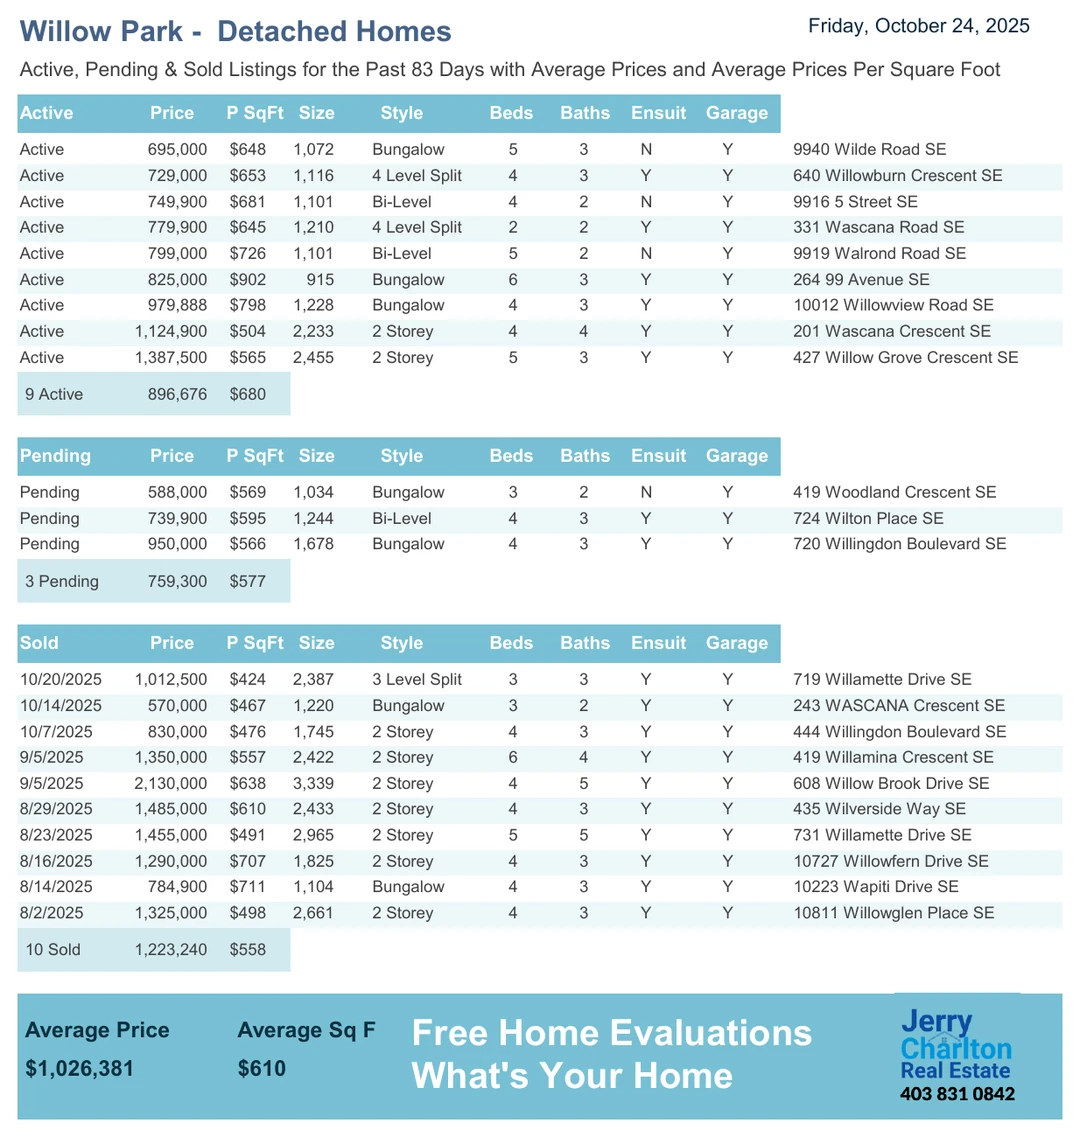 Willow Park - Detached Homes
Friday, October 24, 2025
Active, Pending & Sold Listings for the Past 83 Days with Average Prices and Average Prices Per Square Foot
Active Price P SqFt Size Style Beds Baths Ensuit Garage
Active 695,000 $648 1,072 Bungalow 5 3 N Y 9940 Wilde Road SE
Active 729,000 $653 1,116 4 Level Split 4 3 Y Y 640 Willowburn Crescent SE
Active 749,900 $681 1,101 Bi-Level 4 2 N Y 9916 5 Street SE
Active 779,900 $645 1,210 4 Level Split 2 2 Y Y 331 Wascana Road SE
Active 799,000 $726 1,101 Bi-Level 5 2 N Y 9919 Walrond Road SE
Active 825,000 $902 915 Bungalow 6 3 Y Y 264 99 Avenue SE
Active 979,888 $798 1,228 Bungalow 4 3 Y Y 10012 Willowview Road SE
Active 1,124,900 $504 2,233 2 Storey 4 4 Y Y 201 Wascana Crescent SE
Active 1,387,500 $565 2,455 2 Storey 5 3 Y Y 427 Willow Grove Crescent SE
9 Active 896,676 $680
Pending Price P SqFt Size Style Beds Baths Ensuit Garage
Pending 588,000 $569 1,034 Bungalow 3 2 N Y 419 Woodland Crescent SE
Pending 739,900 $595 1,244 Bi-Level 4 3 Y Y 724 Wilton Place SE
Pending 950,000 $566 1,678 Bungalow 4 3 Y Y 720 Willingdon Boulevard SE
3 Pending 759,300 $577
Sold Price P SqFt Size Style Beds Baths Ensuit Garage
10/20/2025 1,012,500 $424 2,387 3 Level Split 3 3 Y Y 719 Willamette Drive SE
10/14/2025 570,000 $467 1,220 Bungalow 3 2 Y Y 243 WASCANA Crescent SE
10/7/2025 830,000 $476 1,745 2 Storey 4 3 Y Y 444 Willingdon Boulevard SE
9/5/2025 1,350,000 $557 2,422 2 Storey 6 4 Y Y 419 Willamina Crescent SE
9/5/2025 2,130,000 $638 3,339 2 Storey 4 5 Y Y 608 Willow Brook Drive SE
8/29/2025 1,485,000 $610 2,433 2 Storey 4 3 Y Y 435 Wilverside Way SE
8/23/2025 1,455,000 $491 2,965 2 Storey 5 5 Y Y 731 Willamette Drive SE
8/16/2025 1,290,000 $707 1,825 2 Storey 4 3 Y Y 10727 Willowfern Drive SE
8/14/2025 784,900 $711 1,104 Bungalow 4 3 Y Y 10223 Wapiti Drive SE
8/2/2025 1,325,000 $498 2,661 2 Storey 4 3 Y Y 10811 Willowglen Place SE
10 Sold 1,223,240 $558
Average Price Average Sq F
$1,026,381 $610
Free Home Evaluations
What's Your Home
Jerry
Charlton
Real Estate
403 831 0842